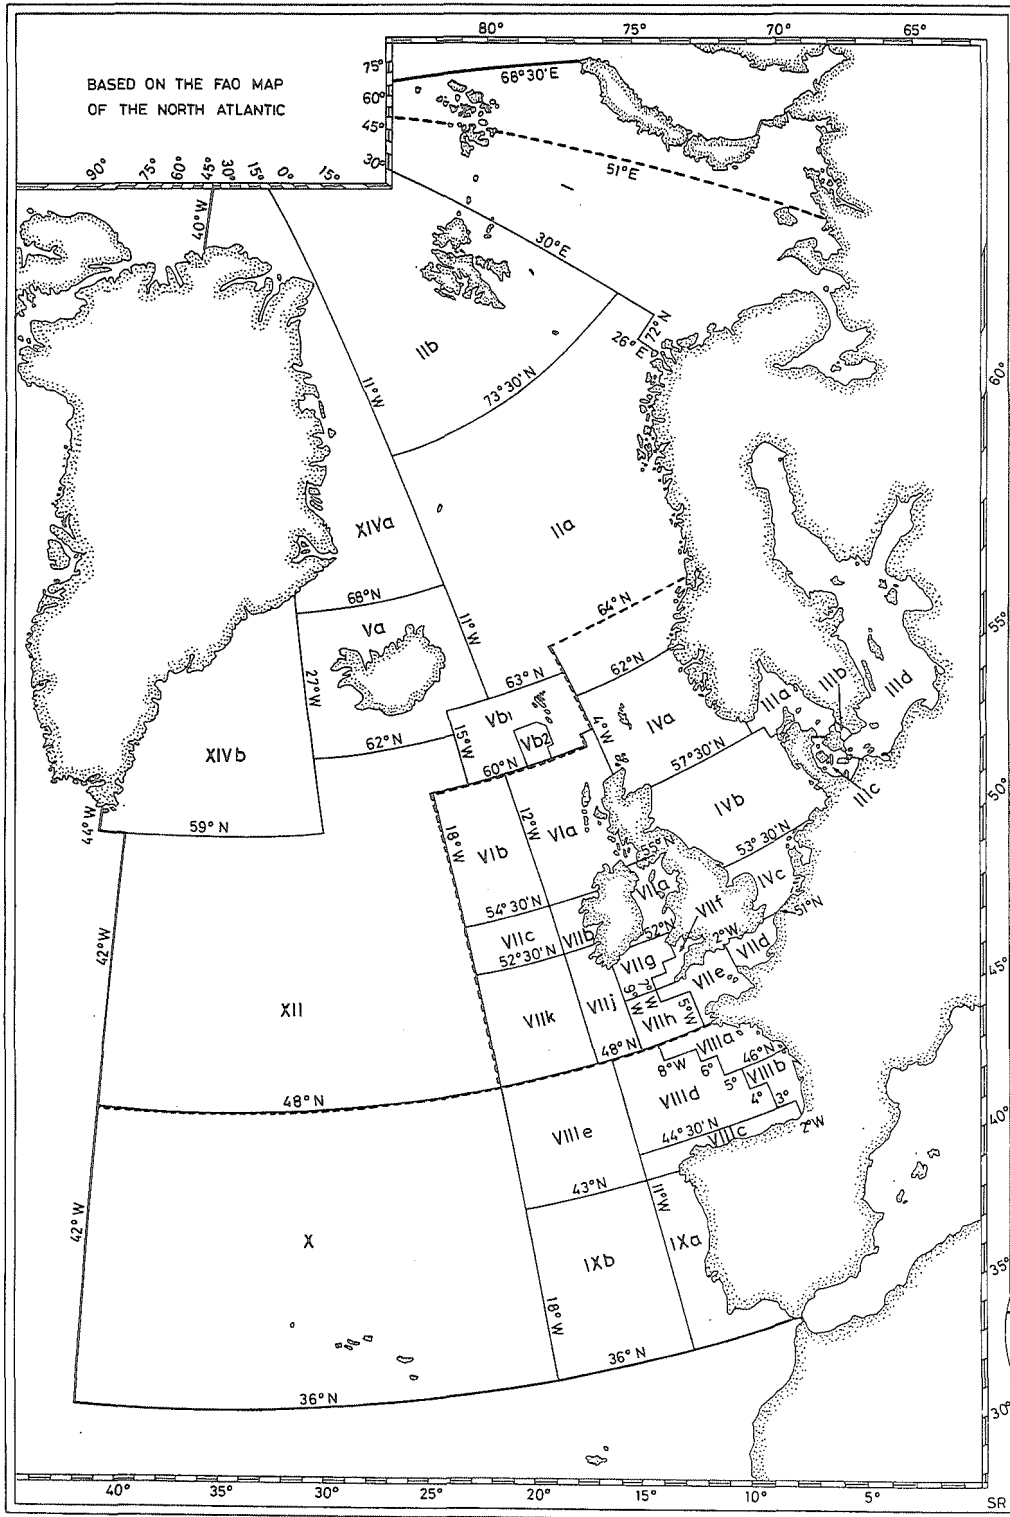 80°
75°
70°
65°
BASED ON THE FAO MAP
OF THE NORTH ATLANTIC
75°
60°
45°
30°
68°30'E
51°E
90°
75°
60°
45°
30°
15°
0°
15°
40°W
30°E
72°N
26°E
IIb
11°W
73°30'N
60°
XIVa
IIa
68°N
64°N
Va
11°W
55°
27°W
63°N
62°N
IIIa
IIIb
IIId
Vb1
Vb2
4°W
IVa
XIVb
62°N
15°W
60°N
57°30'N
IIIc
50°
44°W
59°N
18°W
12°W
VIa
IVb
VIb
55°N
53°30'N
VIIa
IVc
54°30'N
VIIf
51°N
42°W
VIIc
VIIb
52°N
2°W
VIId
52°30'N
VIIg
VIIe
45°
XII
VIIk
VIIj
9°W
7°W
5°W
VIIh
48°N
VIIIa
48°N
8°W
6°
46°N
5°
VIIIb
VIIId
4°
3°
40°
VIIIe
44°30'N
VIIIc
2°W
43°N
11°W
42°W
X
IXa
IXb
35°
18°W
36°N
36°N
30°
40°
35°
30°
25°
20°
15°
10°
5°
SR